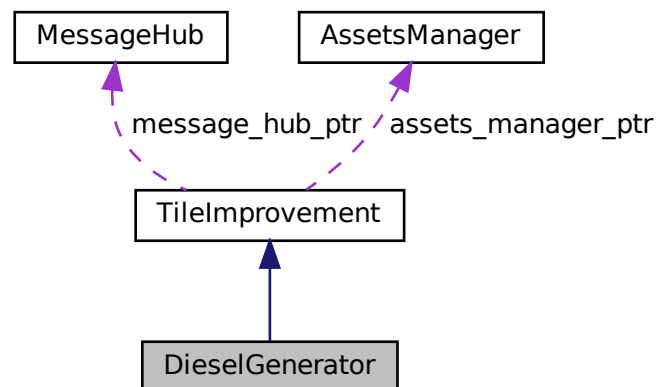 MessageHub
AssetsManager
message_hub_ptr
assets_manager_ptr
TileImprovement
DieselGenerator